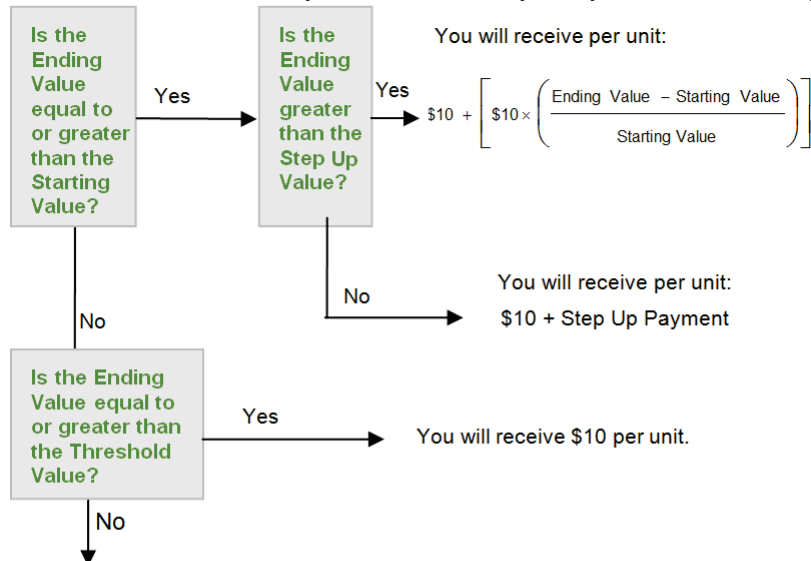 Is the
Ending
Value
equal to
or greater
than the
Starting
Value?
Yes
Is the
Ending
Value
greater
than the
Step Up
Value?
Yes
You will receive per unit:
$10 + [ $10 × ( Ending Value – Starting Value
Starting Value ) ]
No
You will receive per unit:
$10 + Step Up Payment
No
Is the Ending
Value equal to
or greater than
the Threshold
Value?
Yes
You will receive $10 per unit.
No